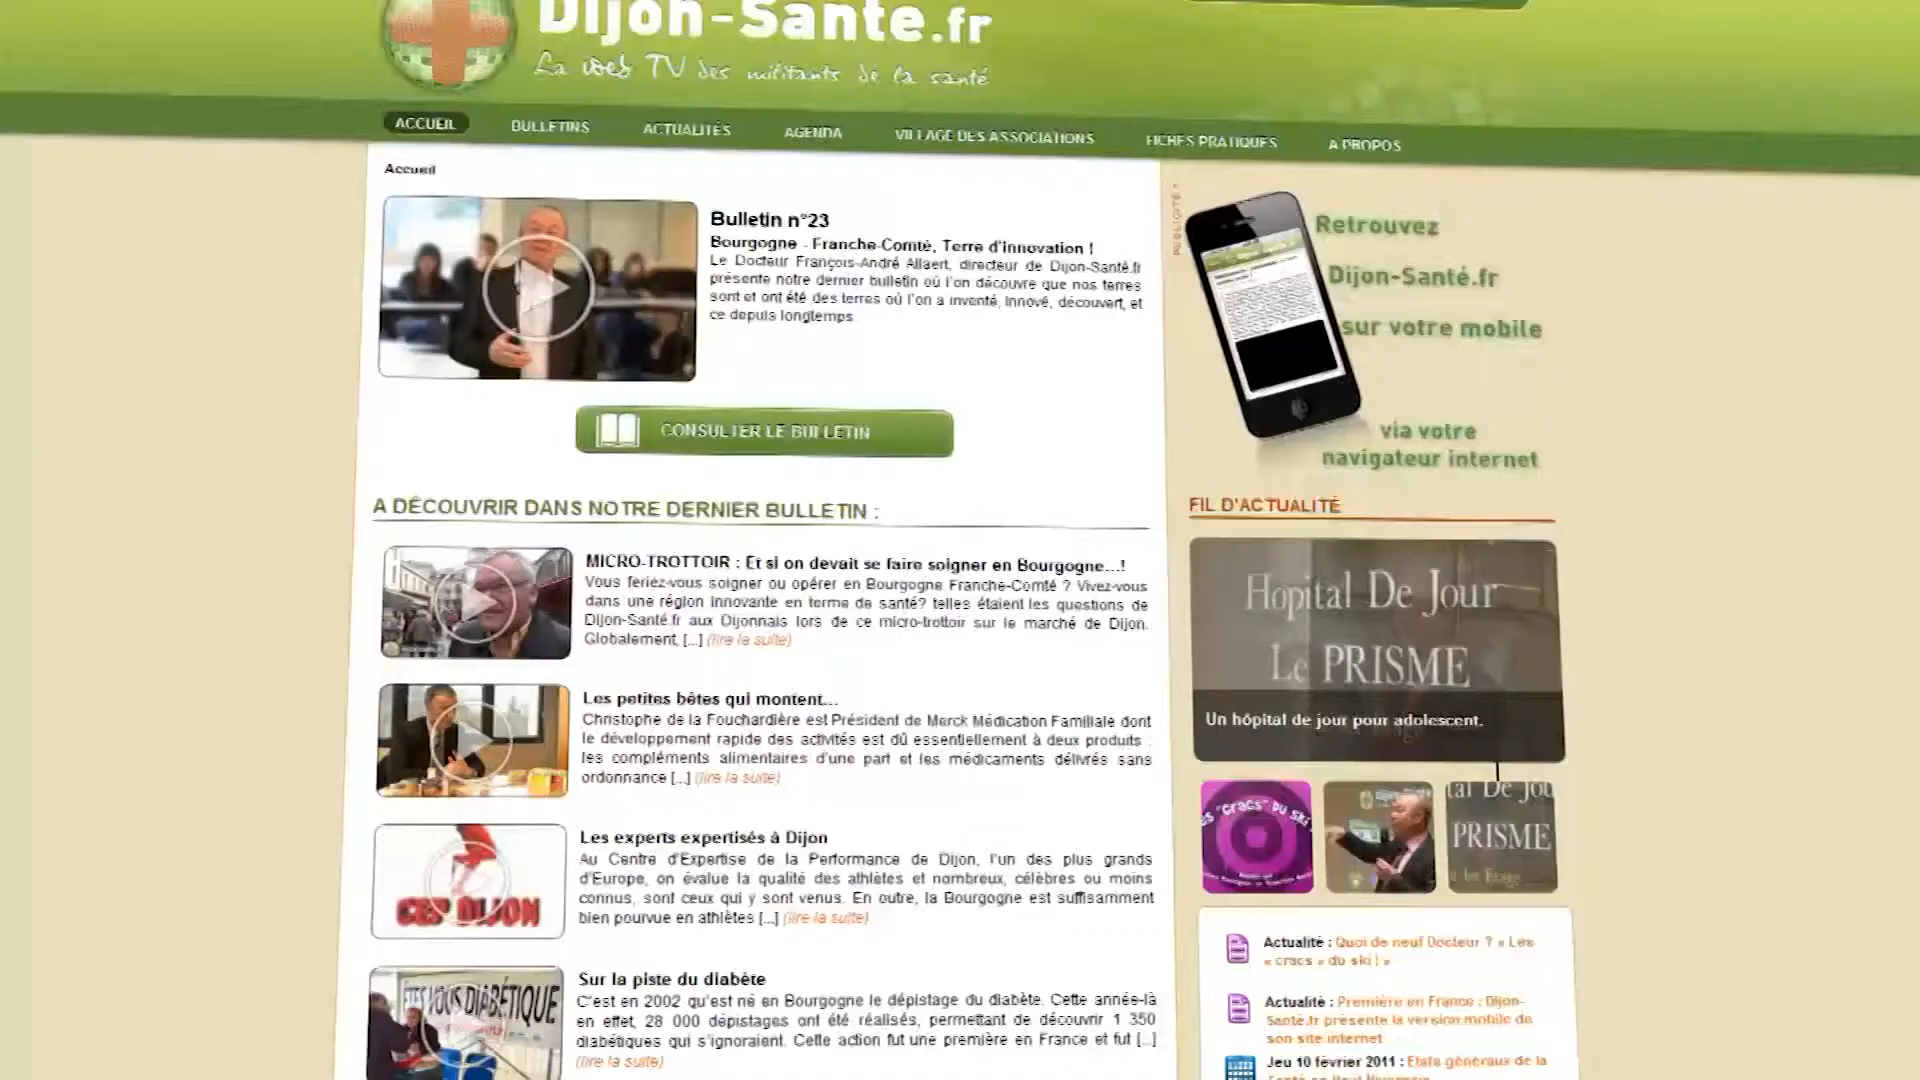 Dijon-Santé.fr
La web TV des militants de la santé
ACCUEIL BULLETINS ACTUALITÉS AGENDA VILLAGE DES ASSOCIATIONS FICHES PRATIQUES A PROPOS
Accueil
Bulletin n°23
Bourgogne - Franche-Comté, Terre d'innovation !
Le Docteur François-André Allaert, directeur de Dijon-Santé.fr
présente notre dernier bulletin où l'on découvre que nos terres
sont et ont été des terres où l'on a inventé, innové, découvert, et
ce depuis longtemps
CONSULTER LE BULLETIN
PUBLICITÉ
Retrouvez
Dijon-Santé.fr
sur votre mobile
via votre
navigateur internet
A DÉCOUVRIR DANS NOTRE DERNIER BULLETIN :
MICRO-TROTTOIR : Et si on devait se faire soigner en Bourgogne...!
Vous feriez-vous soigner ou opérer en Bourgogne Franche-Comté ? Vivez-vous
dans une région innovante en terme de santé? telles étaient les questions de
Dijon-Santé.fr aux Dijonnais lors de ce micro-trottoir sur le marché de Dijon.
Globalement, [...] (lire la suite)
Les petites bêtes qui montent...
Christophe de la Fouchardière est Président de Merck Médication Familiale dont
le développement rapide des activités est dû essentiellement à deux produits :
les compléments alimentaires d'une part et les médicaments délivrés sans
ordonnance [...] (lire la suite)
CEP DIJON
Les experts expertisés à Dijon
Au Centre d'Expertise de la Performance de Dijon, l'un des plus grands
d'Europe, on évalue la qualité des athlètes et nombreux, célèbres ou moins
connus, sont ceux qui y sont venus. En outre, la Bourgogne est suffisamment
bien pourvue en athlètes [...] (lire la suite)
ÊTES VOUS DIABÉTIQUE
Sur la piste du diabète
C'est en 2002 qu'est né en Bourgogne le dépistage du diabète. Cette année-là
en effet, 28 000 dépistages ont été réalisés, permettant de découvrir 1 350
diabétiques qui s'ignoraient. Cette action fut une première en France et fut [...]
(lire la suite)
FIL D'ACTUALITÉ
Hopital De Jour
Le PRISME
Un hôpital de jour pour adolescent.
"cracs" du ski
tal De Jou
PRISME
Actualité : Quoi de neuf Docteur ? « Les
« cracs » du ski ! »
Actualité : Première en France : Dijon-
Santé.fr présente la version mobile de
son site internet
Jeu 10 février 2011 : Etats généraux de la